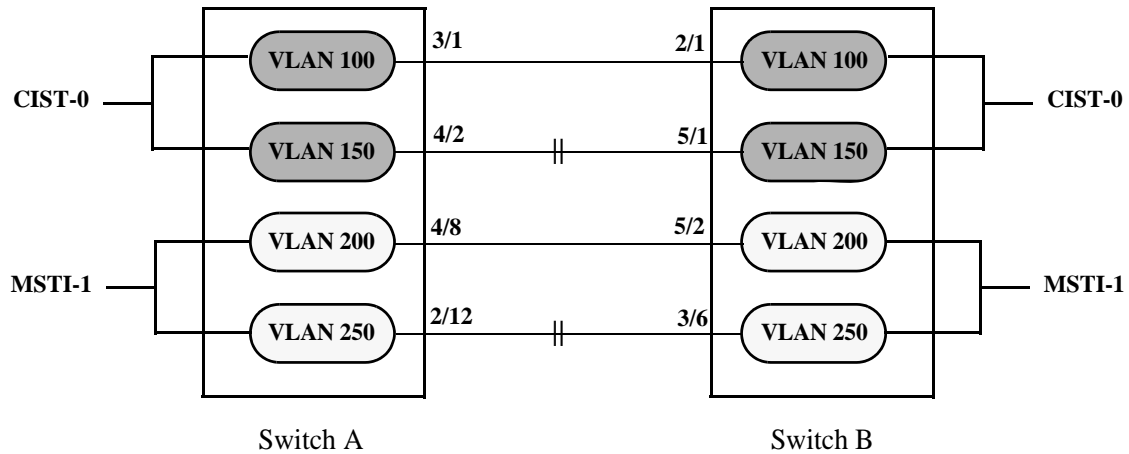 3/1 2/1
VLAN 100 VLAN 100
CIST-0 CIST-0
4/2 5/1
VLAN 150 VLAN 150
4/8 5/2
VLAN 200 VLAN 200
MSTI-1 MSTI-1
2/12 3/6
VLAN 250 VLAN 250
Switch A Switch B